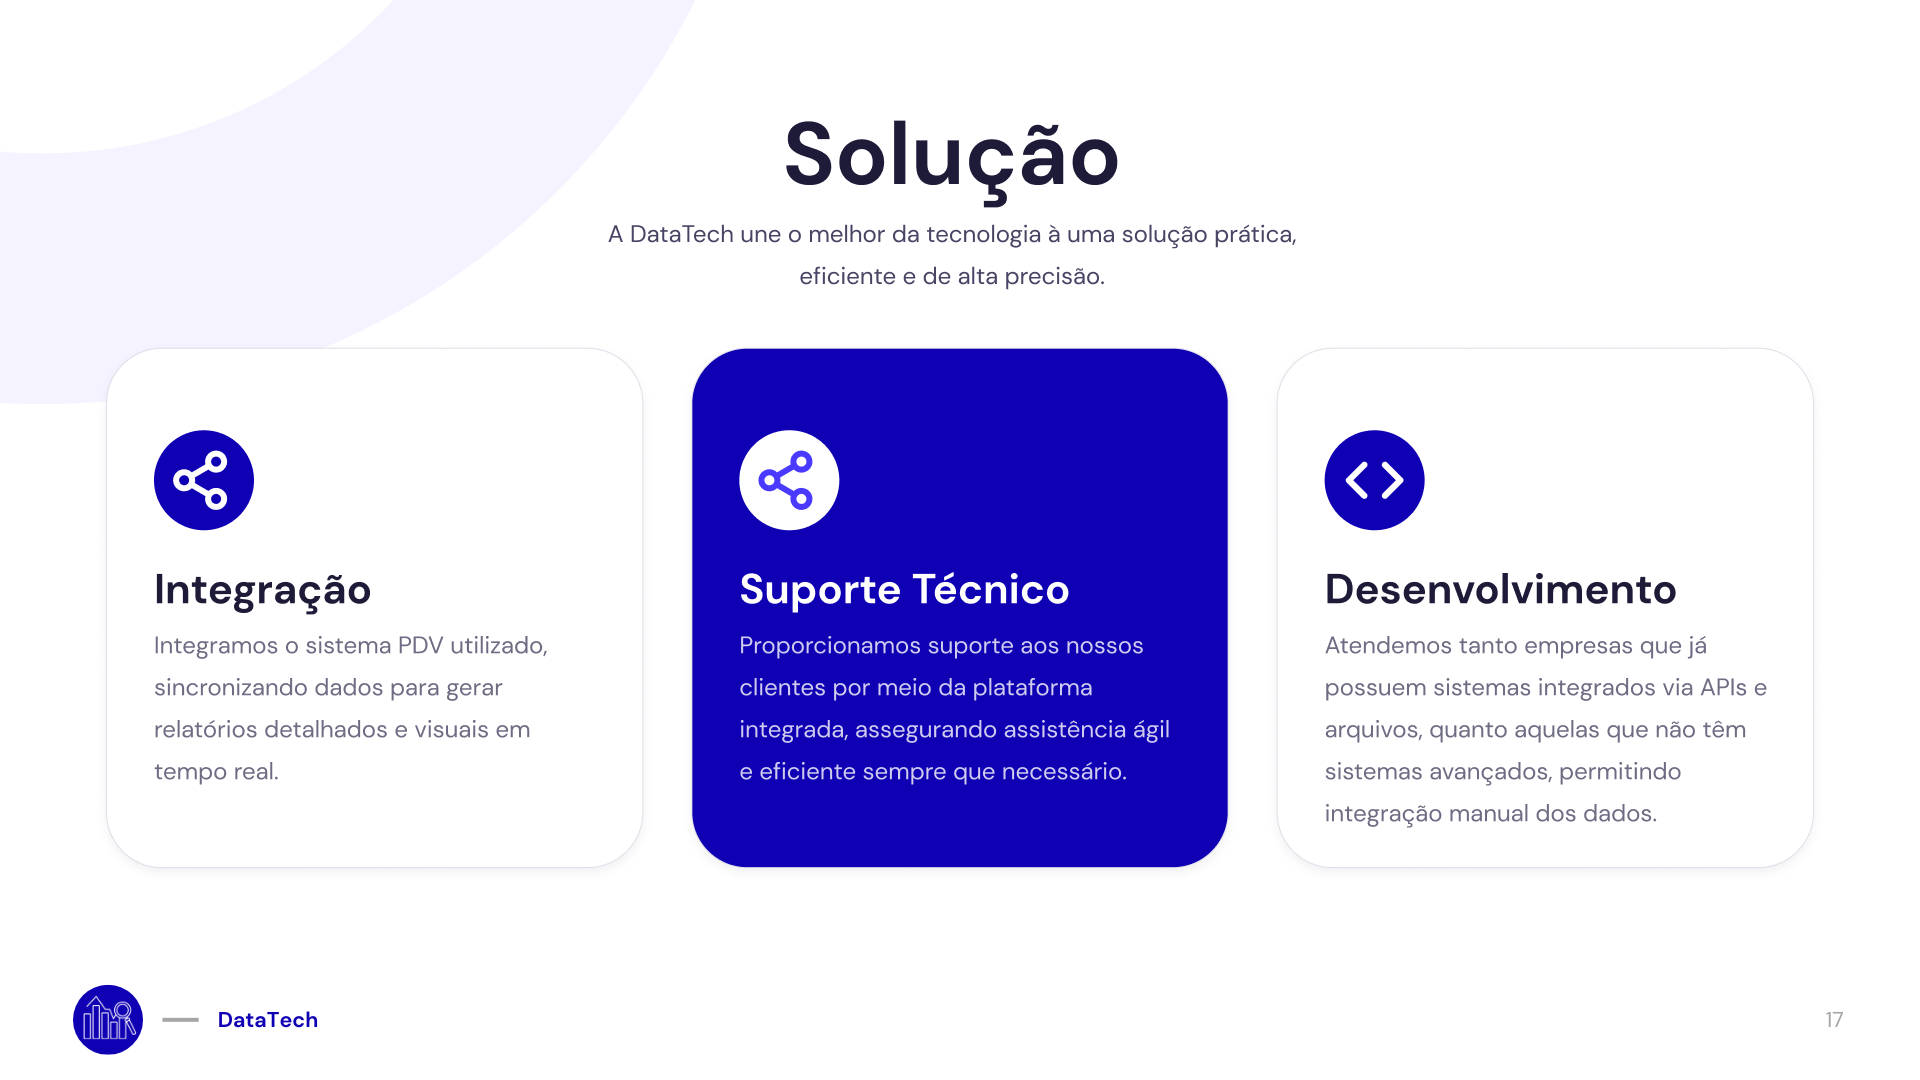 Solução
A DataTech une o melhor da tecnologia à uma solução prática,
eficiente e de alta precisão.
Integração
Integramos o sistema PDV utilizado,
sincronizando dados para gerar
relatórios detalhados e visuais em
tempo real.
Suporte Técnico
Proporcionamos suporte aos nossos
clientes por meio da plataforma
integrada, assegurando assistência ágil
e eficiente sempre que necessário.
Desenvolvimento
Atendemos tanto empresas que já
possuem sistemas integrados via APIs e
arquivos, quanto aquelas que não têm
sistemas avançados, permitindo
integração manual dos dados.
DataTech
17